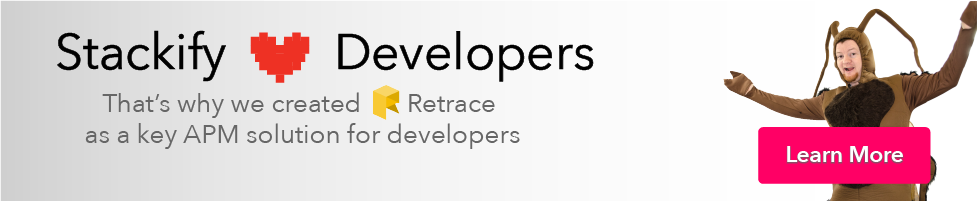 Stackify Developers
That's why we created Retrace
as a key APM solution for developers
Learn More